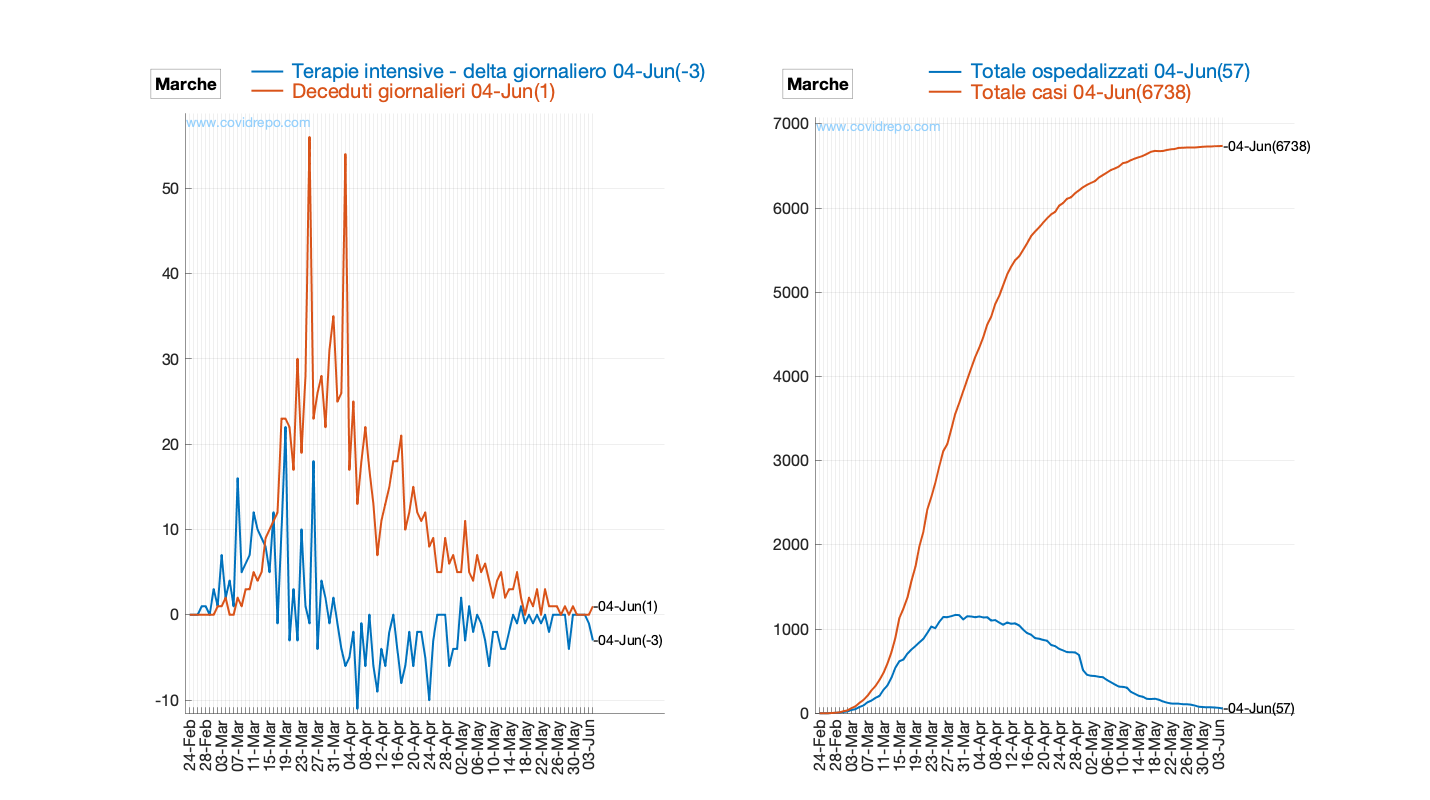 Marche
Terapie intensive - delta giornaliero 04-Jun(-3)
Deceduti giornalieri 04-Jun(1)
www.covidrepo.com
50
40
30
20
10
0
-10
-04-Jun(1)
-04-Jun(-3)
24-Feb
28-Feb
03-Mar
07-Mar
11-Mar
15-Mar
19-Mar
23-Mar
27-Mar
31-Mar
04-Apr
08-Apr
12-Apr
16-Apr
20-Apr
24-Apr
28-Apr
02-May
06-May
10-May
14-May
18-May
22-May
26-May
30-May
03-Jun
Marche
Totale ospedalizzati 04-Jun(57)
Totale casi 04-Jun(6738)
www.covidrepo.com
7000
6000
5000
4000
3000
2000
1000
0
-04-Jun(6738)
-04-Jun(57)
24-Feb
28-Feb
03-Mar
07-Mar
11-Mar
15-Mar
19-Mar
23-Mar
27-Mar
31-Mar
04-Apr
08-Apr
12-Apr
16-Apr
20-Apr
24-Apr
28-Apr
02-May
06-May
10-May
14-May
18-May
22-May
26-May
30-May
03-Jun